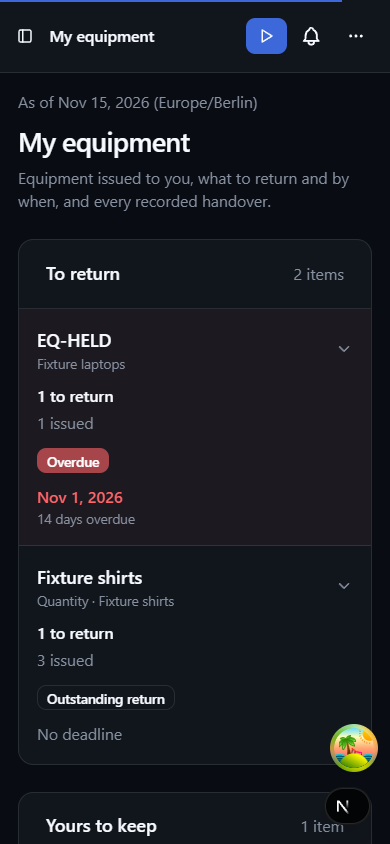 My equipment
As of Nov 15, 2026 (Europe/Berlin)
My equipment
Equipment issued to you, what to return and by
when, and every recorded handover.
To return
2 items
EQ-HELD
Fixture laptops
1 to return
1 issued
Overdue
Nov 1, 2026
14 days overdue
Fixture shirts
Quantity · Fixture shirts
1 to return
3 issued
Outstanding return
No deadline
N
Yours to keep
1 item